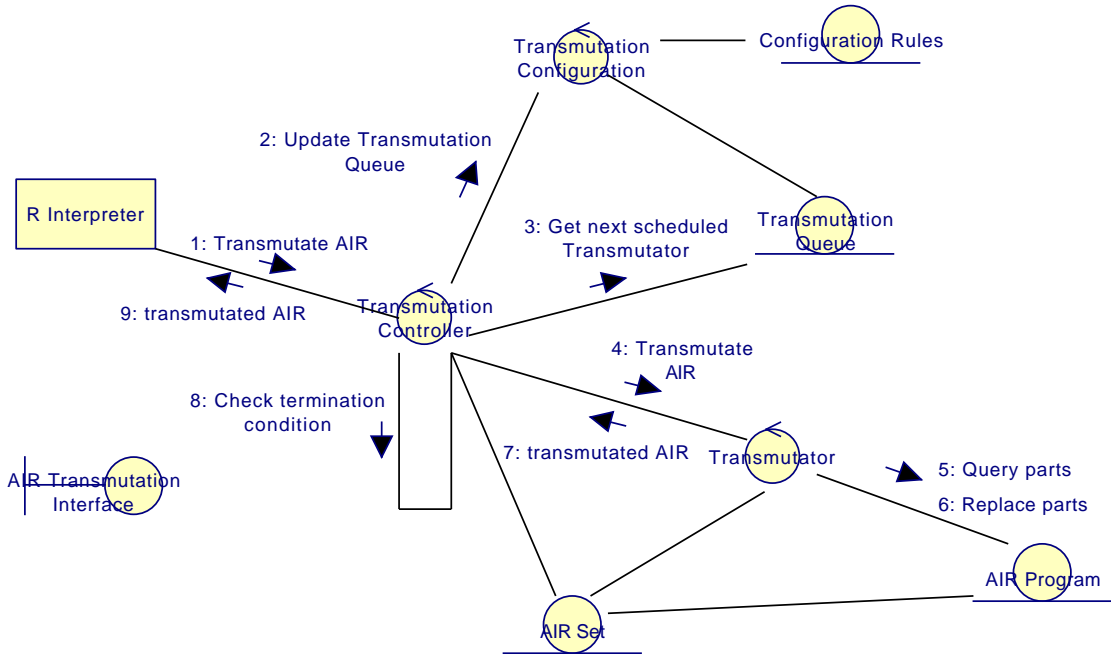 Transmutation
Configuration
Configuration Rules
2: Update Transmutation
Queue
R Interpreter
1: Transmutate AIR
3: Get next scheduled
Transmutator
Transmutation
Queue
9: transmutated AIR
Transmutation
Controller
4: Transmutate
AIR
8: Check termination
condition
7: transmutated AIR
Transmutator
5: Query parts
6: Replace parts
AIR Transmutation
Interface
AIR Program
AIR Set